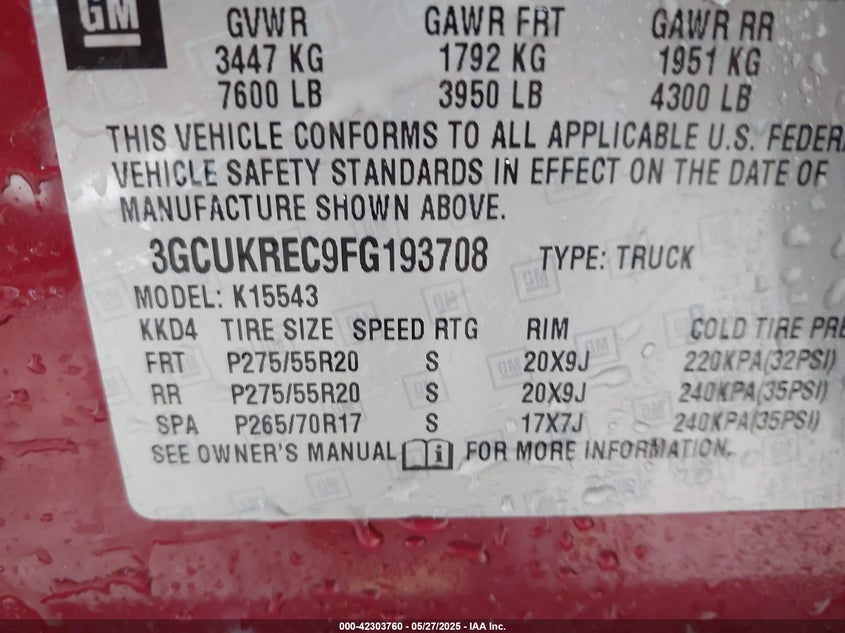 GM
GVWR GAWR FRT GAWR RR
3447 KG 1792 KG 1951 KG
7600 LB 3950 LB 4300 LB
THIS VEHICLE CONFORMS TO ALL APPLICABLE U.S. FEDERA
VEHICLE SAFETY STANDARDS IN EFFECT ON THE DATE OF
MANUFACTURE SHOWN ABOVE.
3GCUKREC9FG193708 TYPE: TRUCK
MODEL: K15543
KKD4 TIRE SIZE SPEED RTG RIM COLD TIRE PRE
FRT P275/55R20 S 20X9J 220KPA(32PSI)
RR P275/55R20 S 20X9J 240KPA(35PSI)
SPA P265/70R17 S 17X7J 240KPA(35PSI)
SEE OWNER'S MANUAL i FOR MORE INFORMATION.
000-42303760 - 05/27/2025 - IAA Inc.